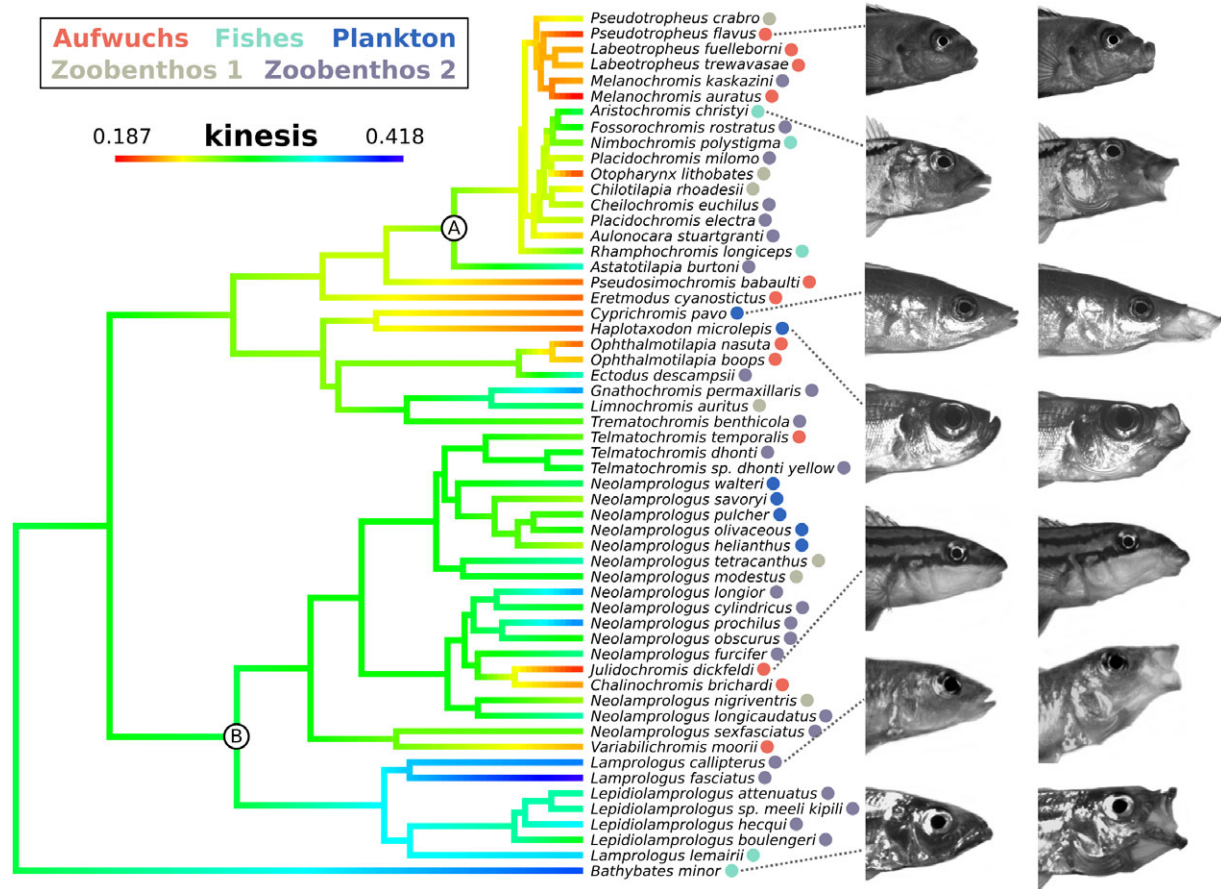 Aufwuchs Fishes Plankton
Zoobenthos 1 Zoobenthos 2
0.187 kinesis 0.418
A
B
Pseudotropheus crabro
Pseudotropheus flavus
Labeotropheus fuelleborni
Labeotropheus trewavasae
Melanochromis kaskazini
Melanochromis auratus
Aristochromis christyi
Fossorochromis rostratus
Nimbochromis polystigma
Placidochromis milomo
Otopharynx lithobates
Chilotilapia rhoadesii
Cheilochromis euchilus
Placidochromis electra
Aulonocara stuartgranti
Rhamphochromis longiceps
Astatotilapia burtoni
Pseudosimochromis babaulti
Eretmodus cyanostictus
Cyprichromis pavo
Haplotaxodon microlepis
Ophthalmotilapia nasuta
Ophthalmotilapia boops
Ectodus descampsii
Gnathochromis permaxillaris
Limnochromis auritus
Trematochromis benthicola
Telmatochromis temporalis
Telmatochromis dhonti
Telmatochromis sp. dhonti yellow
Neolamprologus walteri
Neolamprologus savoryi
Neolamprologus pulcher
Neolamprologus olivaceous
Neolamprologus helianthus
Neolamprologus tetracanthus
Neolamprologus modestus
Neolamprologus longior
Neolamprologus cylindricus
Neolamprologus prochilus
Neolamprologus obscurus
Neolamprologus furcifer
Julidochromis dickfeldi
Chalinochromis brichardi
Neolamprologus nigriventris
Neolamprologus longicaudatus
Neolamprologus sexfasciatus
Variabilichromis moorii
Lamprologus callipterus
Lamprologus fasciatus
Lepidiolamprologus attenuatus
Lepidiolamprologus sp. meeli kipili
Lepidiolamprologus hecqui
Lepidiolamprologus boulengeri
Lamprologus lemairii
Bathybates minor